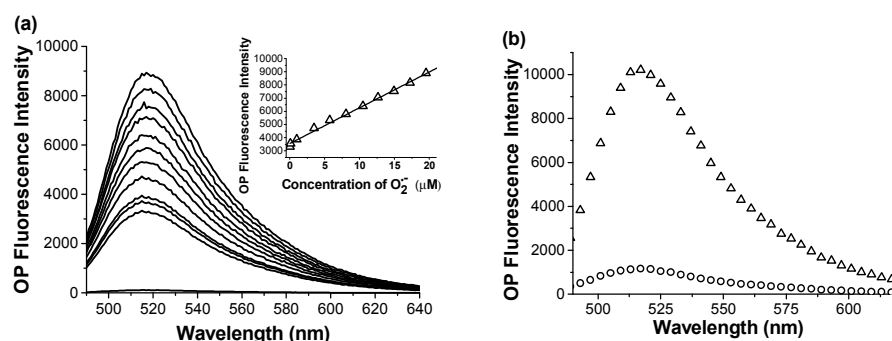 (a)
OP Fluorescence Intensity
10000
8000
6000
4000
2000
0
500 520 540 560 580 600 620 640
Wavelength (nm)
OP Fluorescence Intensity
10000
9000
8000
7000
6000
5000
4000
3000
0 5 10 15 20
Concentration of O₂•⁻ (μM)
(b)
OP Fluorescence Intensity
10000
8000
6000
4000
2000
0
500 525 550 575 600
Wavelength (nm)